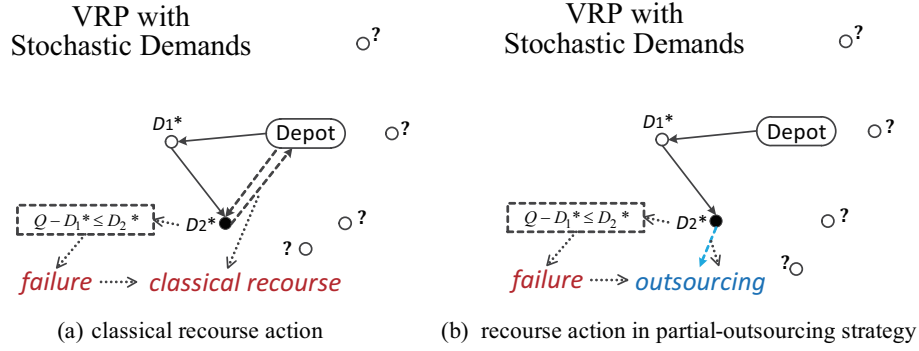 VRP with
Stochastic Demands
?
D1*
Depot
?
Q – D₁* ≤ D₂*
D2*
?
?
failure
classical recourse
(a) classical recourse action
VRP with
Stochastic Demands
?
D1*
Depot
?
Q – D₁* ≤ D₂*
D2*
?
?
failure
outsourcing
(b) recourse action in partial-outsourcing strategy